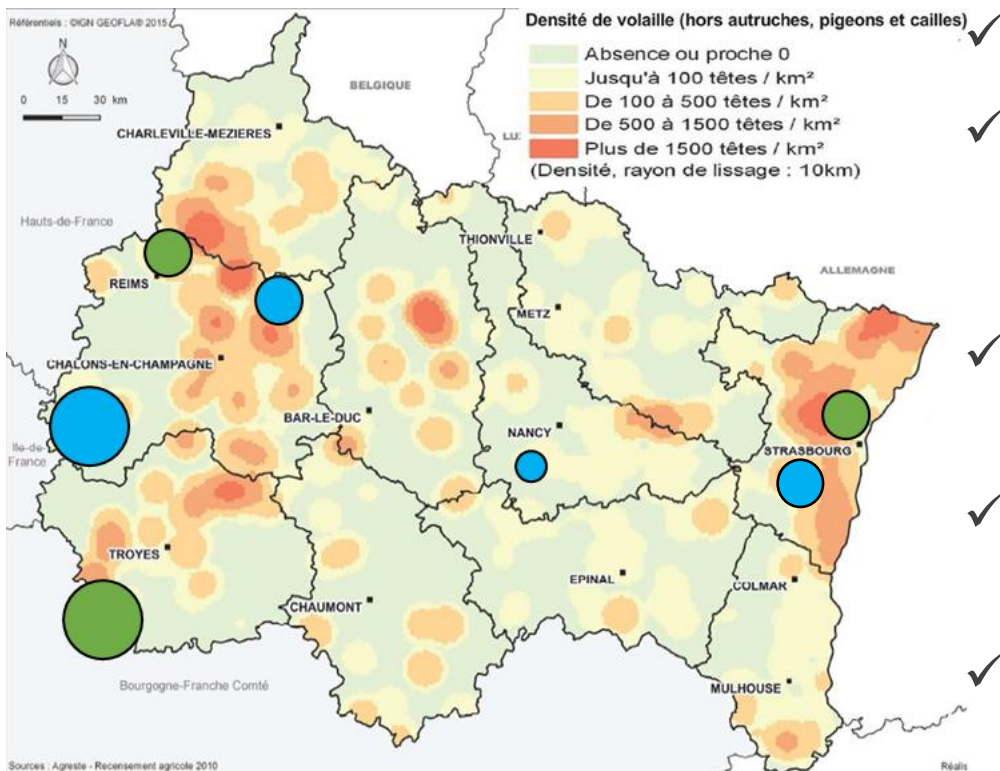 Référentiels : ©IGN GEOFLA® 2015
N
0 15 30 km
Densité de volaille (hors autruches, pigeons et cailles)
Absence ou proche 0
Jusqu'à 100 têtes / km²
De 100 à 500 têtes / km²
De 500 à 1500 têtes / km²
Plus de 1500 têtes / km²
(Densité, rayon de lissage : 10km)
BELGIQUE
LU
CHARLEVILLE-MEZIERES
Hauts-de-France
THIONVILLE
ALLEMAGNE
REIMS
METZ
CHALONS-EN-CHAMPAGNE
BAR-LE-DUC
NANCY
STRASBOURG
Ile-de-
France
TROYES
EPINAL
COLMAR
CHAUMONT
Bourgogne-Franche Comté
MULHOUSE
Sources : Agreste - Recensement agricole 2010
Réalis